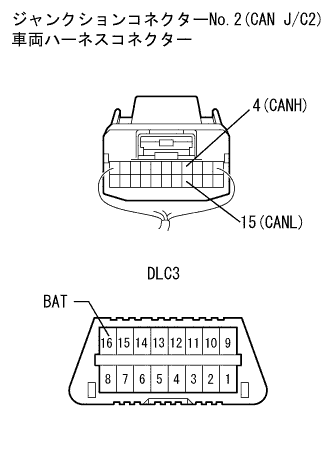 ジャンクションコネクターNo.2(CAN J/C2)
車両ハーネスコネクター
4(CANH)
15(CANL)
DLC3
BAT
16 15 14 13 12 11 10 9
8 7 6 5 4 3 2 1